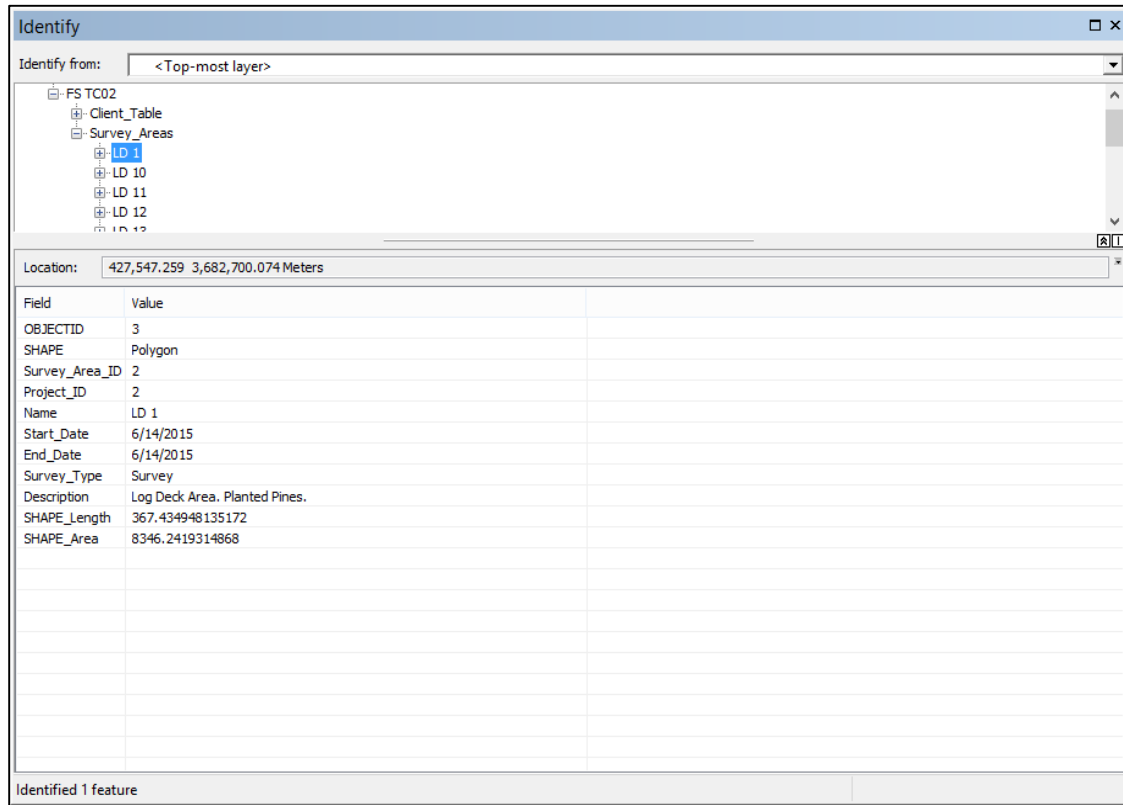 Identify
Identify from: <Top-most layer>
FS TC02
Client_Table
Survey_Areas
LD 1
LD 10
LD 11
LD 12
LD 13
Location: 427,547.259 3,682,700.074 Meters
Field Value
OBJECTID 3
SHAPE Polygon
Survey_Area_ID 2
Project_ID 2
Name LD 1
Start_Date 6/14/2015
End_Date 6/14/2015
Survey_Type Survey
Description Log Deck Area. Planted Pines.
SHAPE_Length 367.434948135172
SHAPE_Area 8346.2419314868
Identified 1 feature